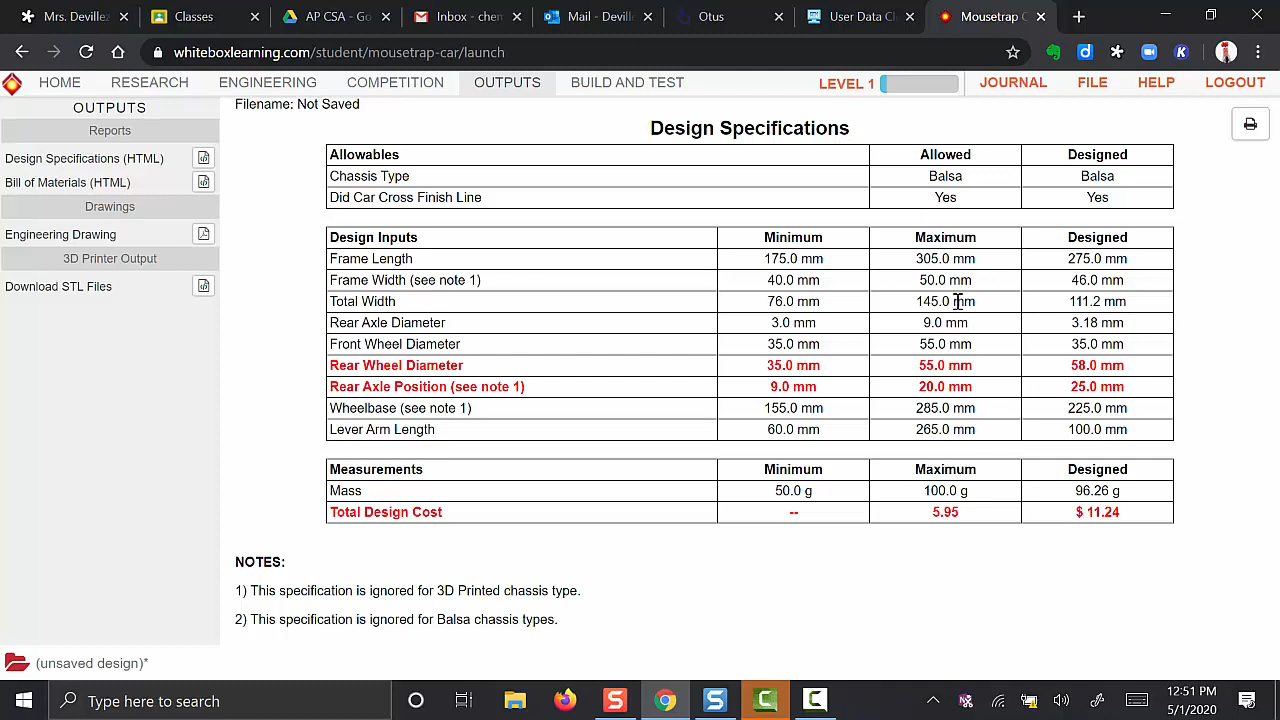 Mrs. Devillez
Classes
AP CSA - Go
Inbox - chem
Mail - Deville
Otus
User Data Cl
Mousetrap C
whiteboxlearning.com/student/mousetrap-car/launch
HOME RESEARCH ENGINEERING COMPETITION OUTPUTS BUILD AND TEST LEVEL 1 JOURNAL FILE HELP LOGOUT
OUTPUTS
Reports
Design Specifications (HTML)
Bill of Materials (HTML)
Drawings
Engineering Drawing
3D Printer Output
Download STL Files
(unsaved design)*
Filename: Not Saved
Design Specifications
Allowables Allowed Designed
Chassis Type Balsa Balsa
Did Car Cross Finish Line Yes Yes
Design Inputs Minimum Maximum Designed
Frame Length 175.0 mm 305.0 mm 275.0 mm
Frame Width (see note 1) 40.0 mm 50.0 mm 46.0 mm
Total Width 76.0 mm 145.0 mm 111.2 mm
Rear Axle Diameter 3.0 mm 9.0 mm 3.18 mm
Front Wheel Diameter 35.0 mm 55.0 mm 35.0 mm
Rear Wheel Diameter 35.0 mm 55.0 mm 58.0 mm
Rear Axle Position (see note 1) 9.0 mm 20.0 mm 25.0 mm
Wheelbase (see note 1) 155.0 mm 285.0 mm 225.0 mm
Lever Arm Length 60.0 mm 265.0 mm 100.0 mm
Measurements Minimum Maximum Designed
Mass 50.0 g 100.0 g 96.26 g
Total Design Cost -- 5.95 $ 11.24
NOTES:
1) This specification is ignored for 3D Printed chassis type.
2) This specification is ignored for Balsa chassis types.
Type here to search
12:51 PM
5/1/2020